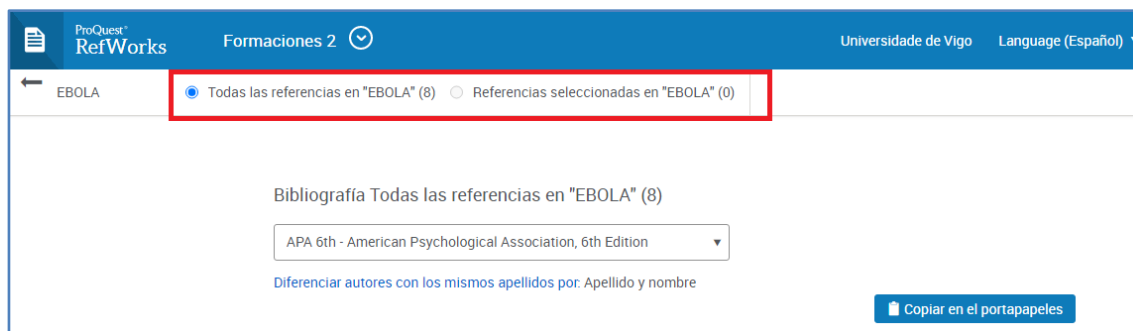 ProQuest®
RefWorks
Formaciones 2
Universidade de Vigo
Language (Español)
EBOLA
Todas las referencias en "EBOLA" (8)
Referencias seleccionadas en "EBOLA" (0)
Bibliografía Todas las referencias en "EBOLA" (8)
APA 6th - American Psychological Association, 6th Edition
Diferenciar autores con los mismos apellidos por: Apellido y nombre
Copiar en el portapapeles